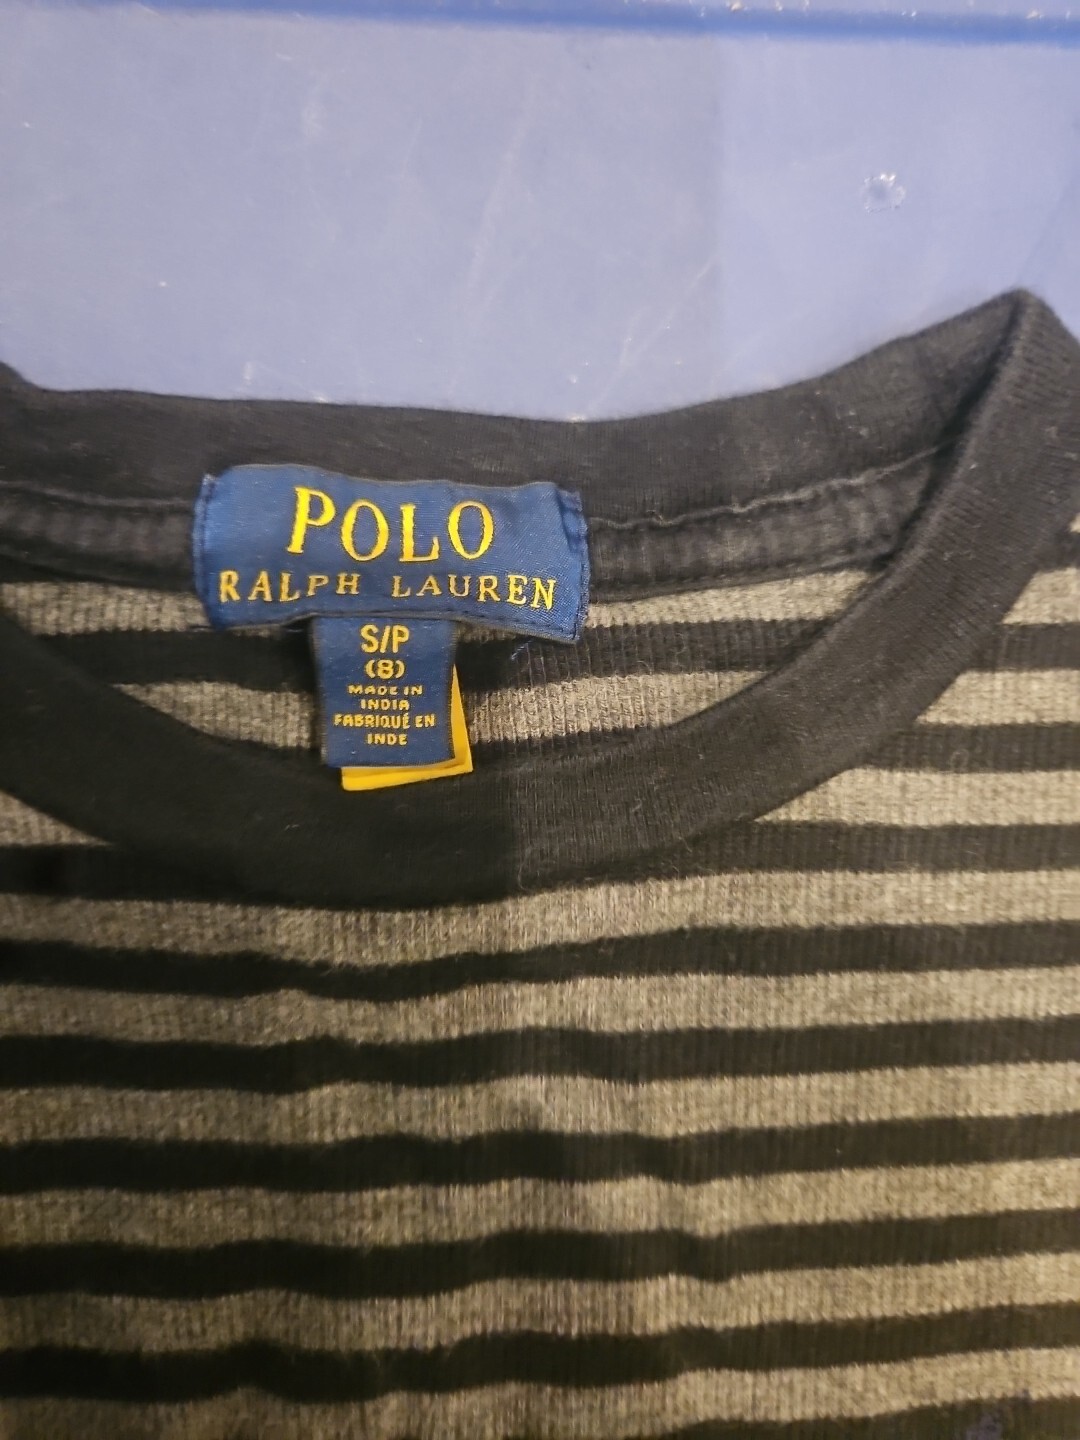 POLO
RALPH LAUREN
S/P
(8)
MADE IN
INDIA
FABRIQUÉ EN
INDE